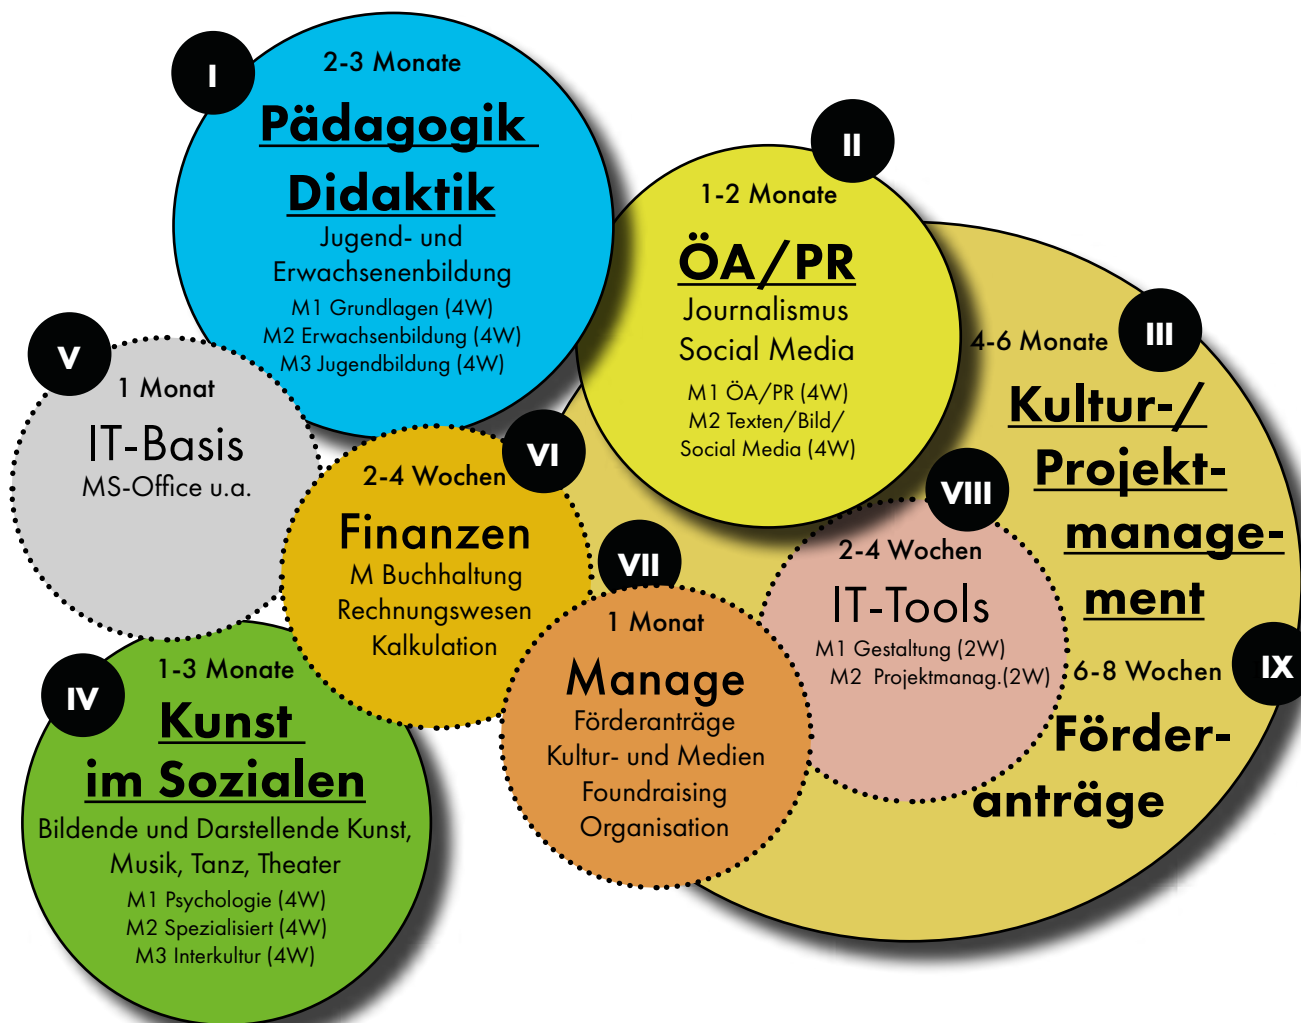 I
2-3 Monate
Pädagogik
Didaktik
Jugend- und
Erwachsenenbildung
M1 Grundlagen (4W)
M2 Erwachsenbildung (4W)
M3 Jugendbildung (4W)
II
1-2 Monate
ÖA/PR
Journalismus
Social Media
M1 ÖA/PR (4W)
M2 Texten/Bild/
Social Media (4W)
III
4-6 Monate
Kultur-/
Projekt-
manage-
ment
IX
6-8 Wochen
Förder-
anträge
V
1 Monat
IT-Basis
MS-Office u.a.
VI
2-4 Wochen
Finanzen
M Buchhaltung
Rechnungswesen
Kalkulation
VII
1 Monat
Manage
Förderanträge
Kultur- und Medien
Foundraising
Organisation
VIII
2-4 Wochen
IT-Tools
M1 Gestaltung (2W)
M2 Projektmanag.(2W)
IV
1-3 Monate
Kunst
im Sozialen
Bildende und Darstellende Kunst,
Musik, Tanz, Theater
M1 Psychologie (4W)
M2 Spezialisiert (4W)
M3 Interkultur (4W)